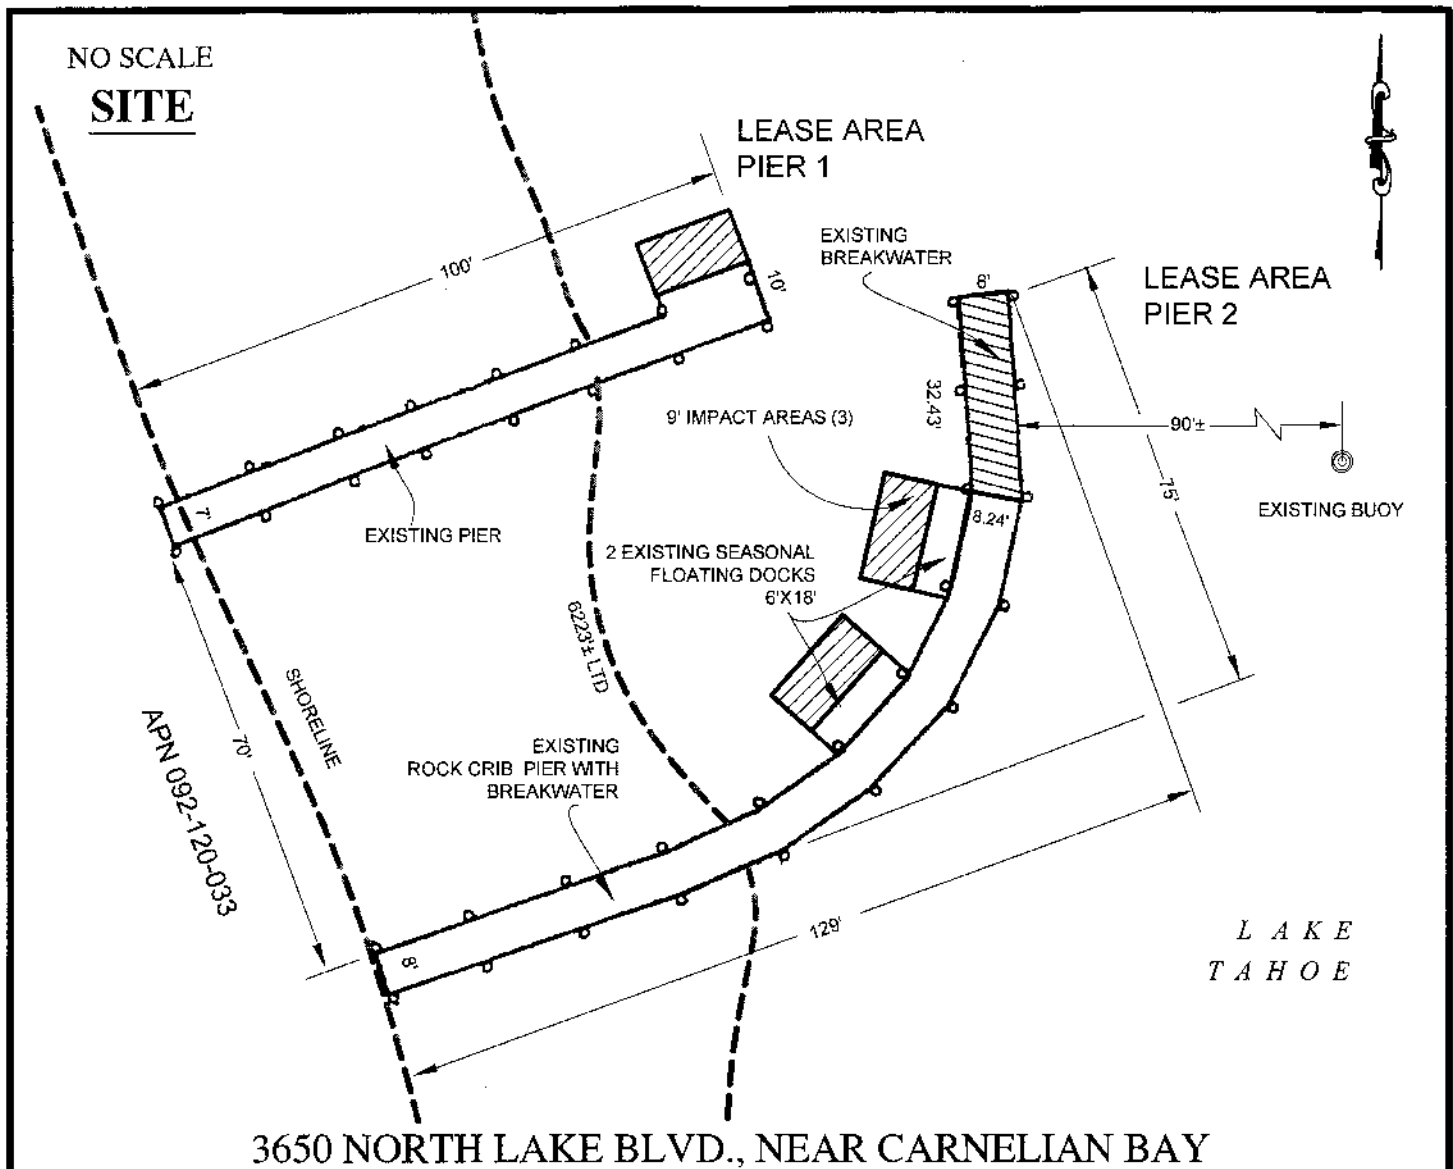 NO SCALE
SITE
LEASE AREA
PIER 1
100'
10'
EXISTING
BREAKWATER
8'
LEASE AREA
PIER 2
32.43'
9' IMPACT AREAS (3)
90'±
75'
7'
EXISTING PIER
8.24'
EXISTING BUOY
2 EXISTING SEASONAL
FLOATING DOCKS
6'X18'
6223'± LTD
SHORELINE
70'
APN 092-120-033
EXISTING
ROCK CRIB PIER WITH
BREAKWATER
8'
129'
LAKE
TAHOE
3650 NORTH LAKE BLVD., NEAR CARNELIAN BAY